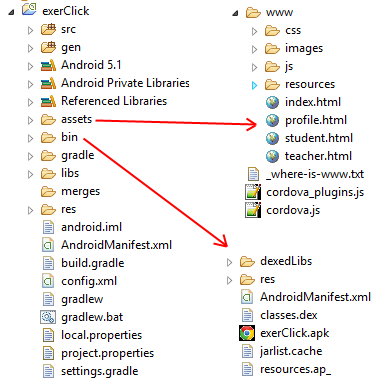 exerClick
src
gen
Android 5.1
Android Private Libraries
Referenced Libraries
assets
bin
gradle
libs
merges
res
android.iml
AndroidManifest.xml
build.gradle
config.xml
gradlew
gradlew.bat
local.properties
project.properties
settings.gradle
www
css
images
js
resources
index.html
profile.html
student.html
teacher.html
_where-is-www.txt
cordova_plugins.js
cordova.js
dexedLibs
res
AndroidManifest.xml
classes.dex
exerClick.apk
jarlist.cache
resources.ap_